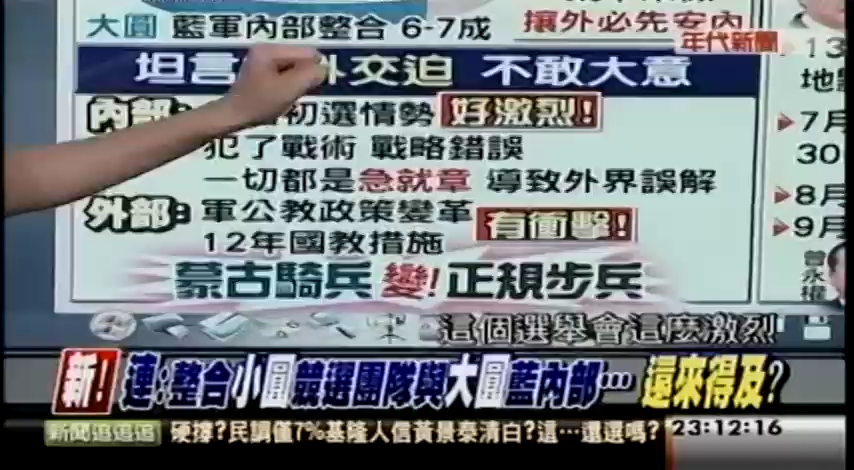 大圓 藍軍內部整合 6-7成
攘外必先安內
年代新聞
坦言 外交迫 不敢大意
內部: 初選情勢 好激烈!
犯了戰術 戰略錯誤
一切都是急就章 導致外界誤解
外部: 軍公教政策變革
12年國教措施
有衝擊!
蒙古騎兵 變! 正規步兵
13
地
7月
30
8月
9月
曾永權
這個選舉會這麼激烈
新! 連:整合小圓競選團隊與大圓藍內部… 還來得及?
新聞追追追 硬撐?民調僅7%基隆人信黃景泰清白?這…還選嗎? 23:12:16